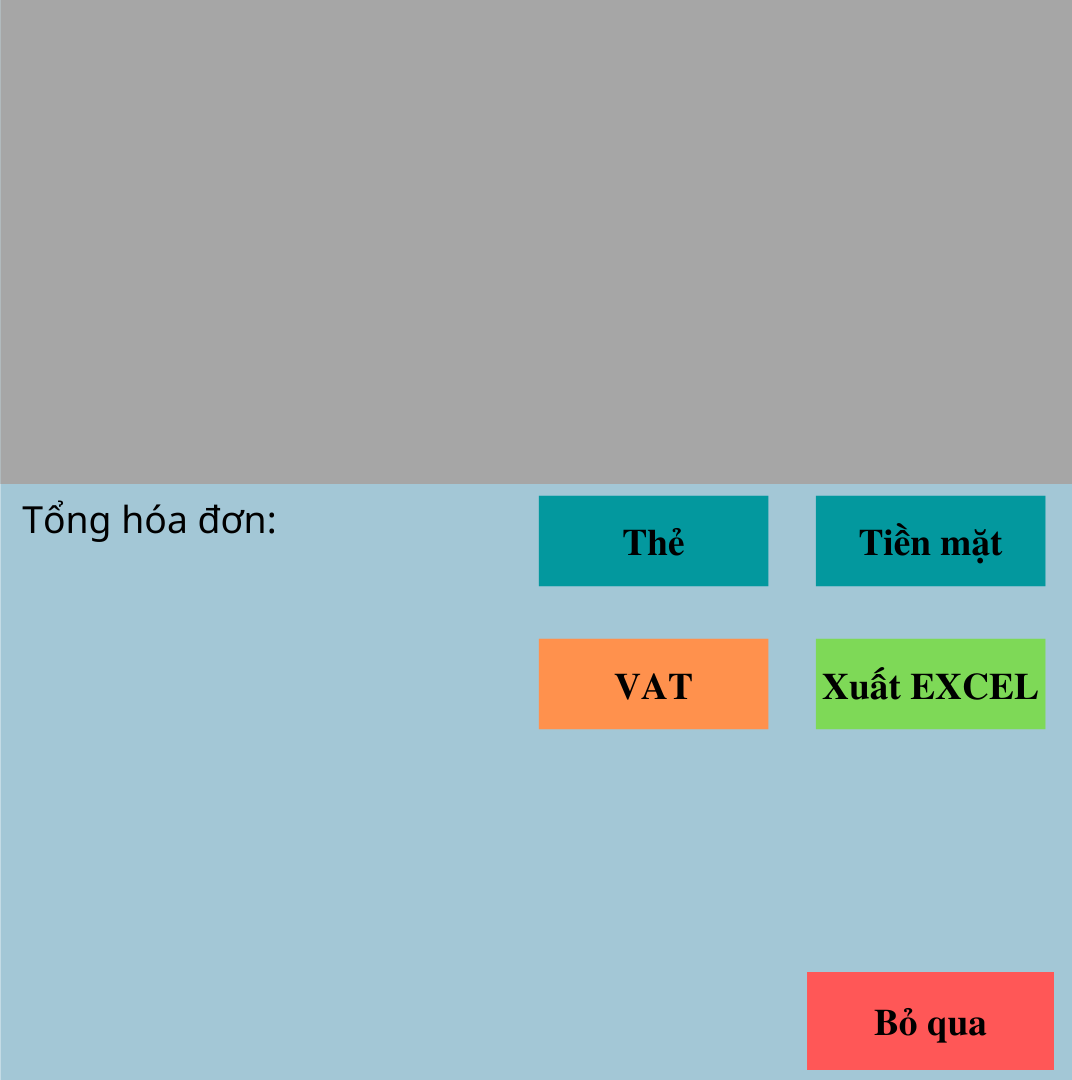 Tổng hóa đơn:
Thẻ
Tiền mặt
VAT
Xuất EXCEL
Bỏ qua